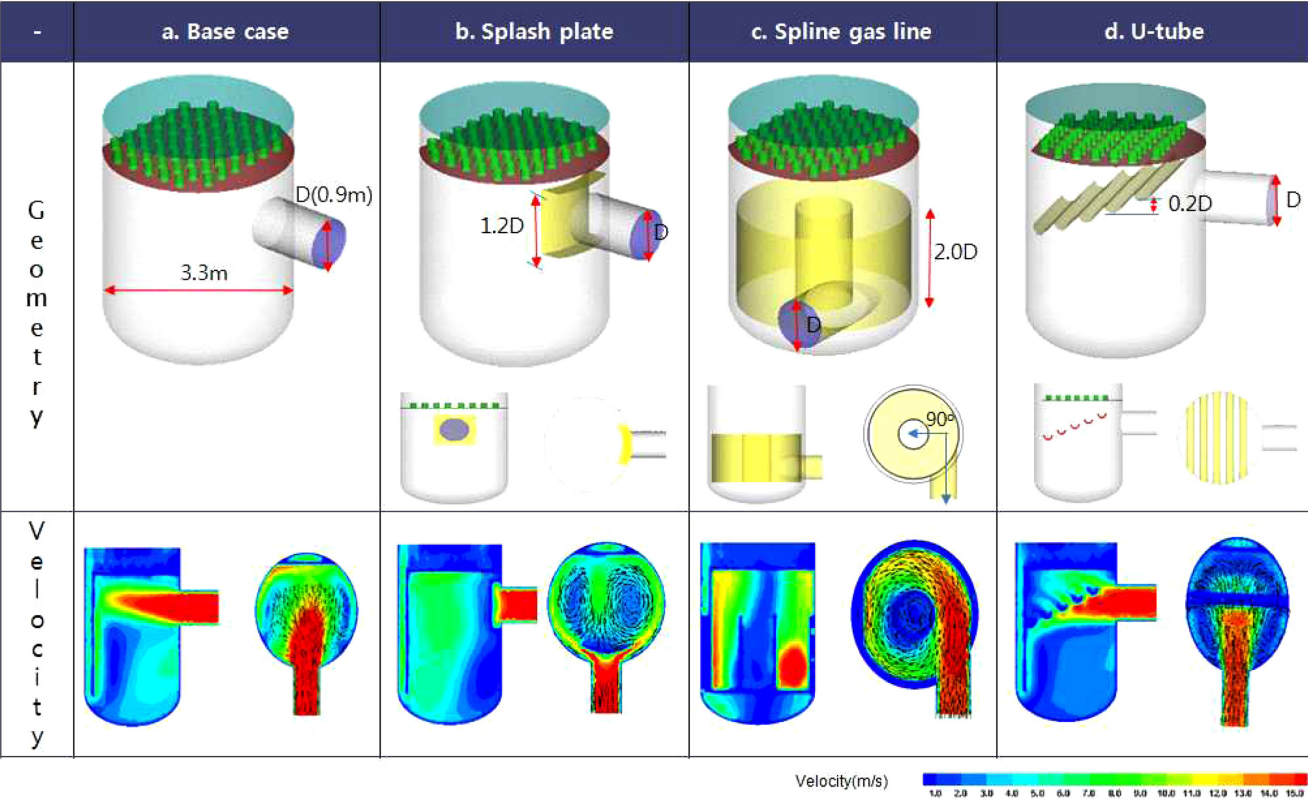 -
a. Base case
b. Splash plate
c. Spline gas line
d. U-tube
Geometry
D(0.9m)
3.3m
1.2D
D
2.0D
D
0.2D
D
90°
Velocity
Velocity(m/s)
1.0 2.0 3.0 4.0 5.0 6.0 7.0 8.0 9.0 10.0 11.0 12.0 13.0 14.0 15.0